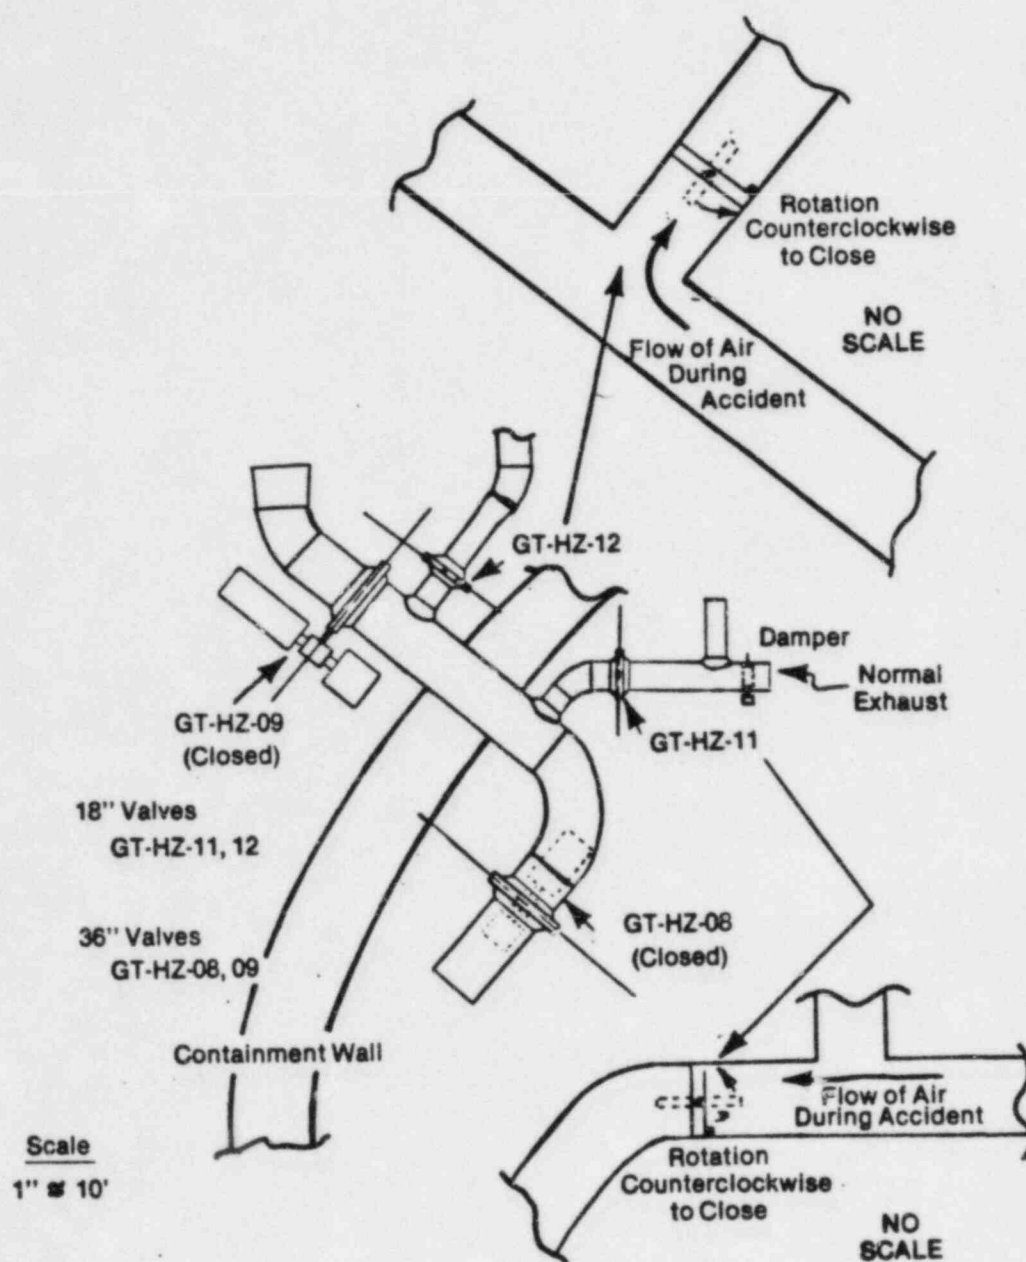 Rotation
Counterclockwise
to Close
NO
SCALE
Flow of Air
During
Accident
GT-HZ-12
Damper
Normal
Exhaust
GT-HZ-09
(Closed)
GT-HZ-11
18" Valves
GT-HZ-11, 12
36" Valves
GT-HZ-08, 09
GT-HZ-08
(Closed)
Containment Wall
Flow of Air
During Accident
Scale
1" ≈ 10'
Rotation
Counterclockwise
to Close
NO
SCALE